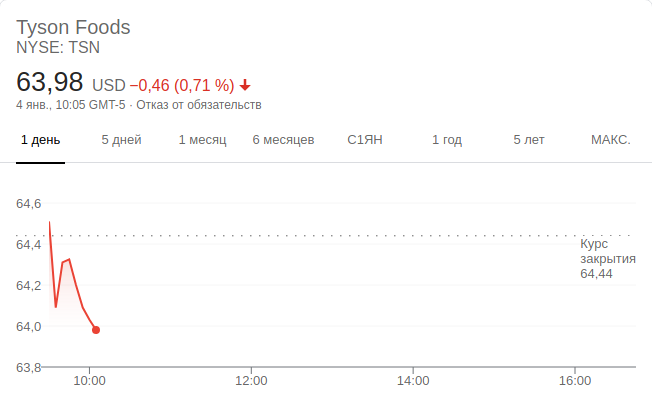 Tyson Foods
NYSE: TSN
63,98 USD −0,46 (0,71 %)
4 янв., 10:05 GMT-5 · Отказ от обязательств
1 день 5 дней 1 месяц 6 месяцев С1ЯН 1 год 5 лет МАКС.
64,6
64,4
Курс
закрытия
64,44
64,2
64,0
63,8
10:00 12:00 14:00 16:00